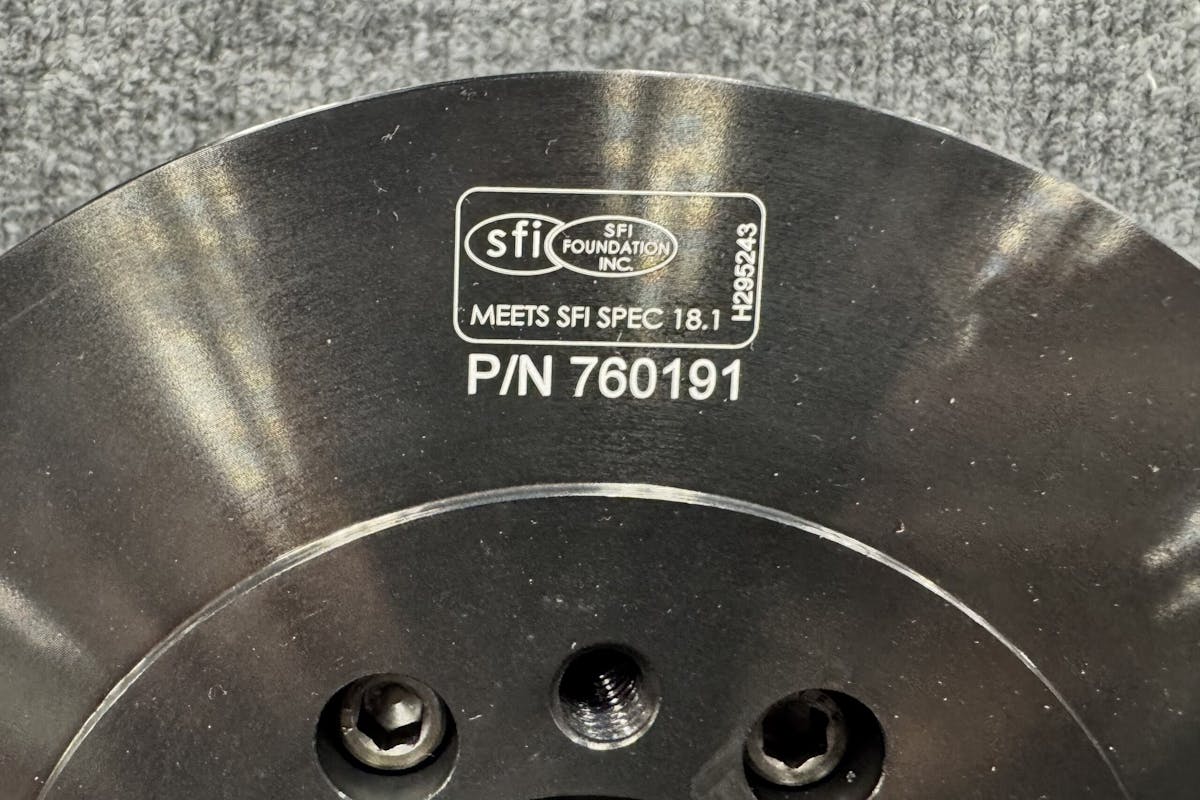 sfi
SFI
FOUNDATION
INC.
H295243
MEETS SFI SPEC 18.1
P/N 760191